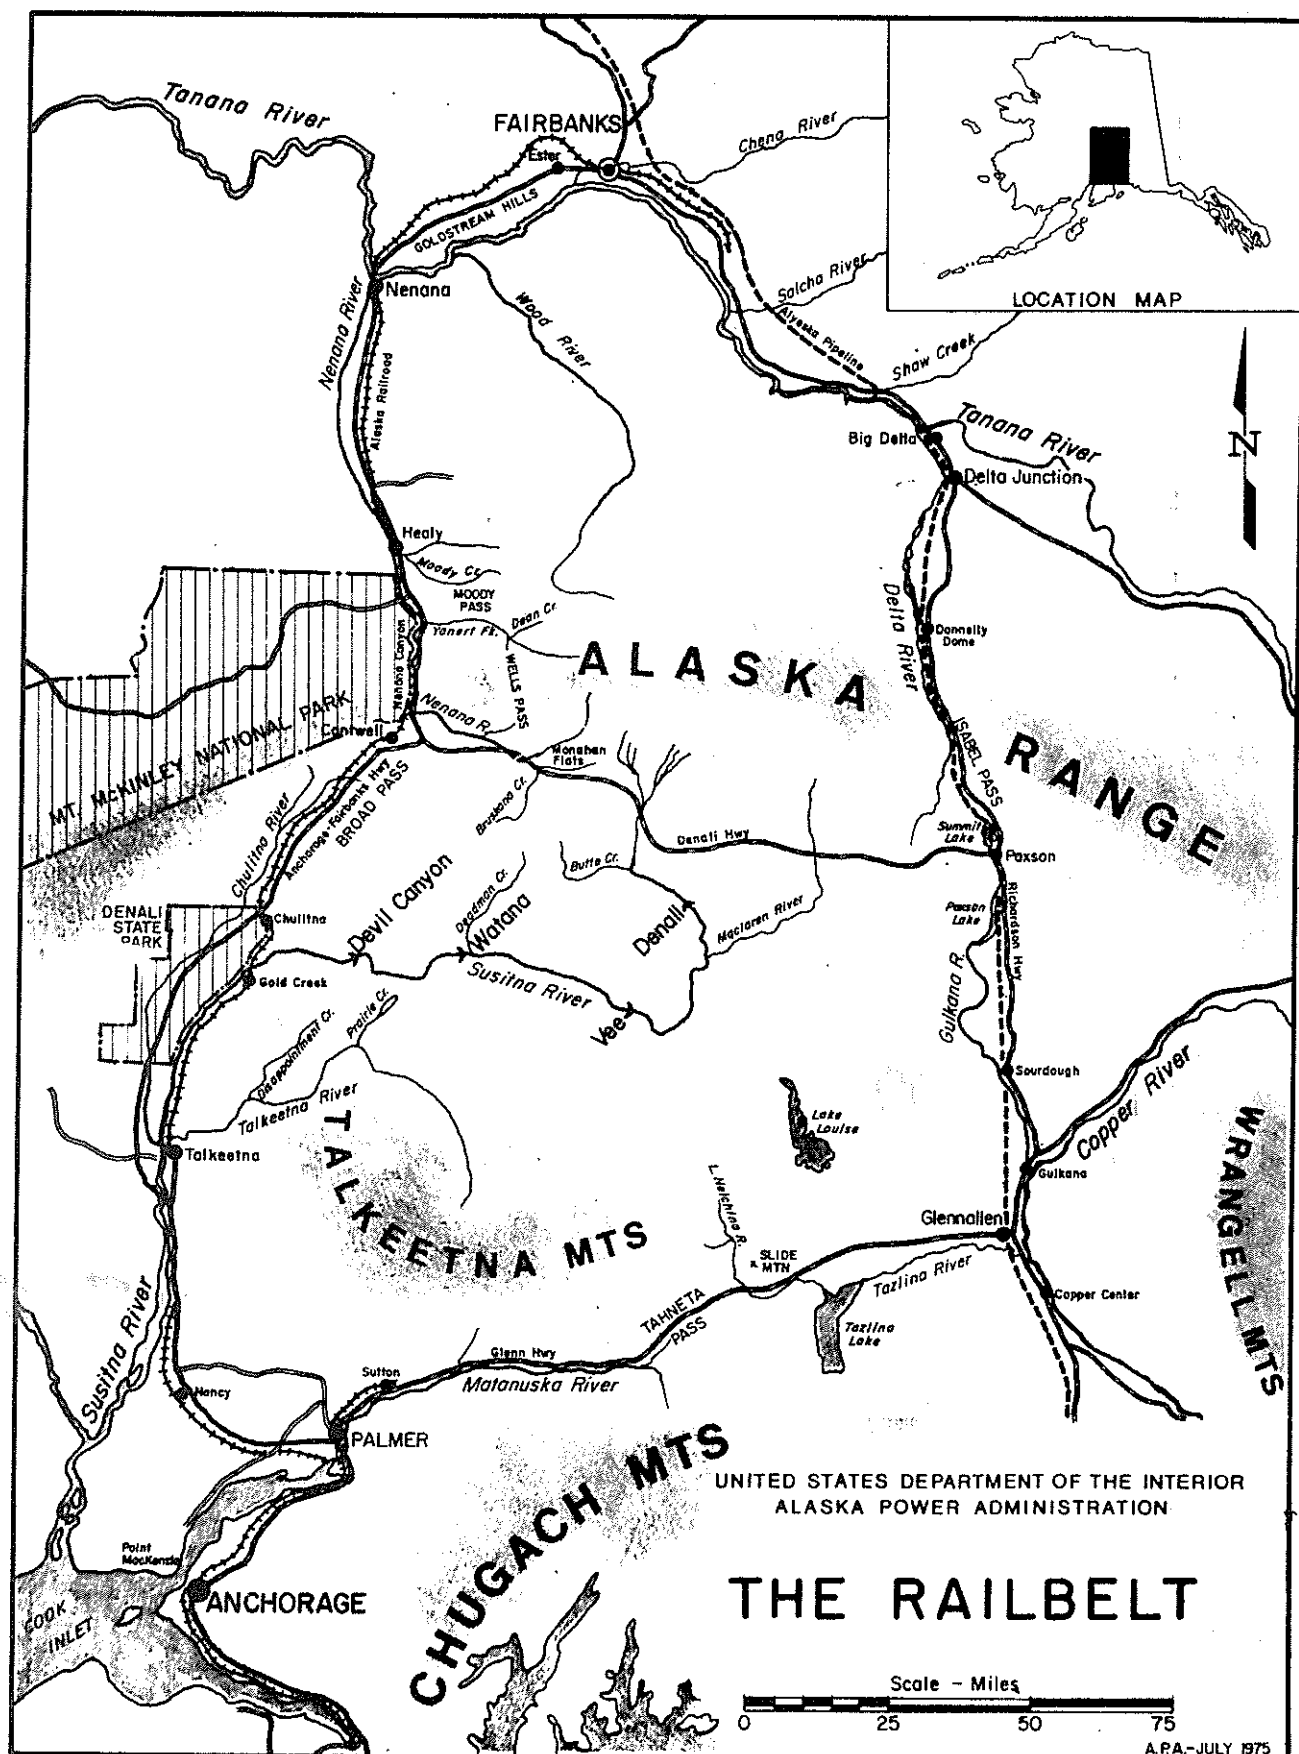 Tanana River
FAIRBANKS
Ester
Chena River
GOLDSTREAM HILLS
LOCATION MAP
Nenana
Nenana River
Wood River
Salcha River
Alyeska Pipeline
Shaw Creek
Alaska Railroad
N
Tanana River
Big Delta
Delta Junction
Healy
Moody Cr.
MOODY
PASS
Dean Cr.
Yanert Fk.
Nenana Canyon
WELLS PASS
Delta River
Donnelly
Dome
ALASKA
RANGE
MT. McKINLEY NATIONAL PARK
Cantwell
Nenana R.
Monahan
Flats
ISABEL PASS
Brushkana Cr.
Chulitna River
Anchorage-Fairbanks Hwy
BROAD PASS
Denali Hwy
Summit
Lake
Paxson
Butte Cr.
Devil Canyon
Deadman Cr.
Watana
Denali
Maclaren River
Paxson
Lake
Richardson Hwy
DENALI
STATE
PARK
Chulitna
Gold Creek
Susitna River
Vee
Gulkana R.
Prairie Cr.
Disappointment Cr.
Talkeetna River
Sourdough
Copper River
Lake
Louise
Talkeetna
TALKEETNA MTS
Gulkana
WRANGELL MTS
L. Nelchina R.
Glennallen
SLIDE
MTN
Tazlina River
Copper Center
Susitna River
TAHNETA
PASS
Tazlina
Lake
Glenn Hwy
Sutton
Matanuska River
Nancy
PALMER
CHUGACH MTS
UNITED STATES DEPARTMENT OF THE INTERIOR
ALASKA POWER ADMINISTRATION
Point
MacKenzie
THE RAILBELT
ANCHORAGE
COOK
INLET
Scale - Miles
0 25 50 75
A.P.A.-JULY 1975